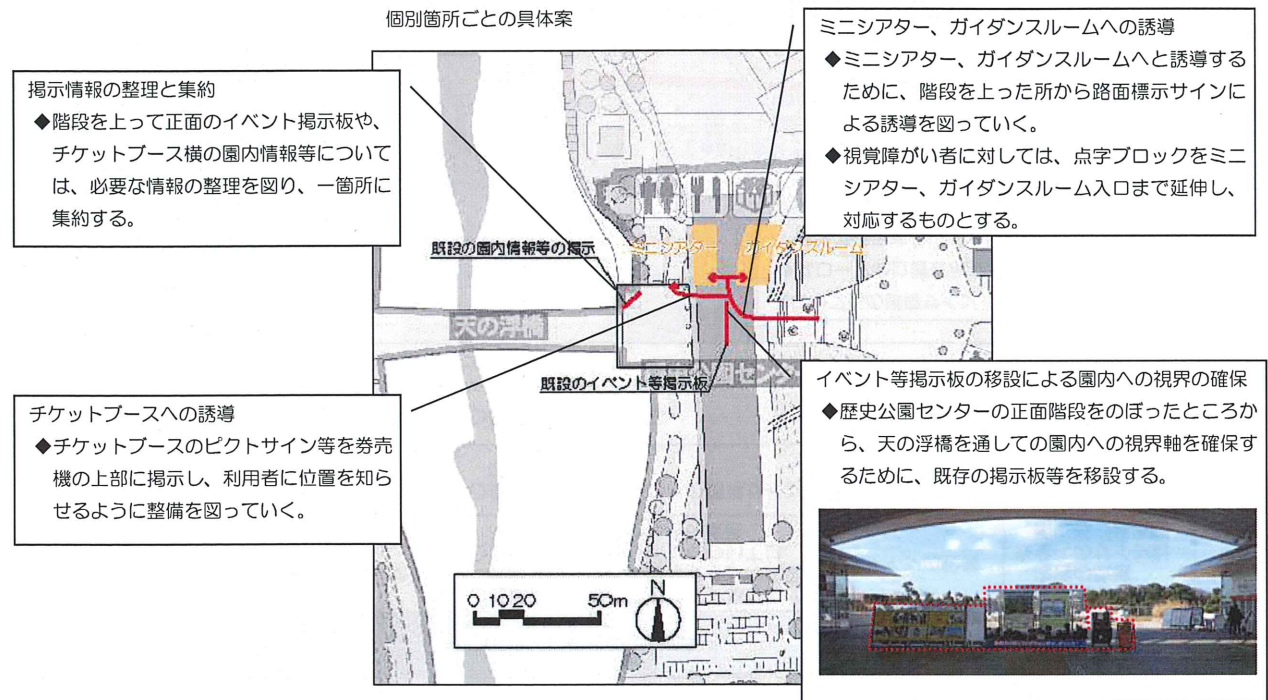 個別箇所ごとの具体案
掲示情報の整理と集約
◆階段を上って正面のイベント掲示板や、
チケットブース横の園内情報等について
は、必要な情報の整理を図り、一箇所に
集約する。
ミニシアター、ガイダンスルームへの誘導
◆ミニシアター、ガイダンスルームへと誘導する
ために、階段を上った所から路面標示サインに
よる誘導を図っていく。
◆視覚障がい者に対しては、点字ブロックをミニ
シアター、ガイダンスルーム入口まで延伸し、
対応するものとする。
既設の園内情報等の掲示
ミニシアター
ガイダンスルーム
天の浮橋
公園センター
既設のイベント等掲示板
チケットブースへの誘導
◆チケットブースのピクトサイン等を券売
機の上部に掲示し、利用者に位置を知ら
せるように整備を図っていく。
イベント等掲示板の移設による園内への視界の確保
◆歴史公園センターの正面階段をのぼったところか
ら、天の浮橋を通しての園内への視界軸を確保す
るために、既存の掲示板等を移設する。
0 10 20 50m
N